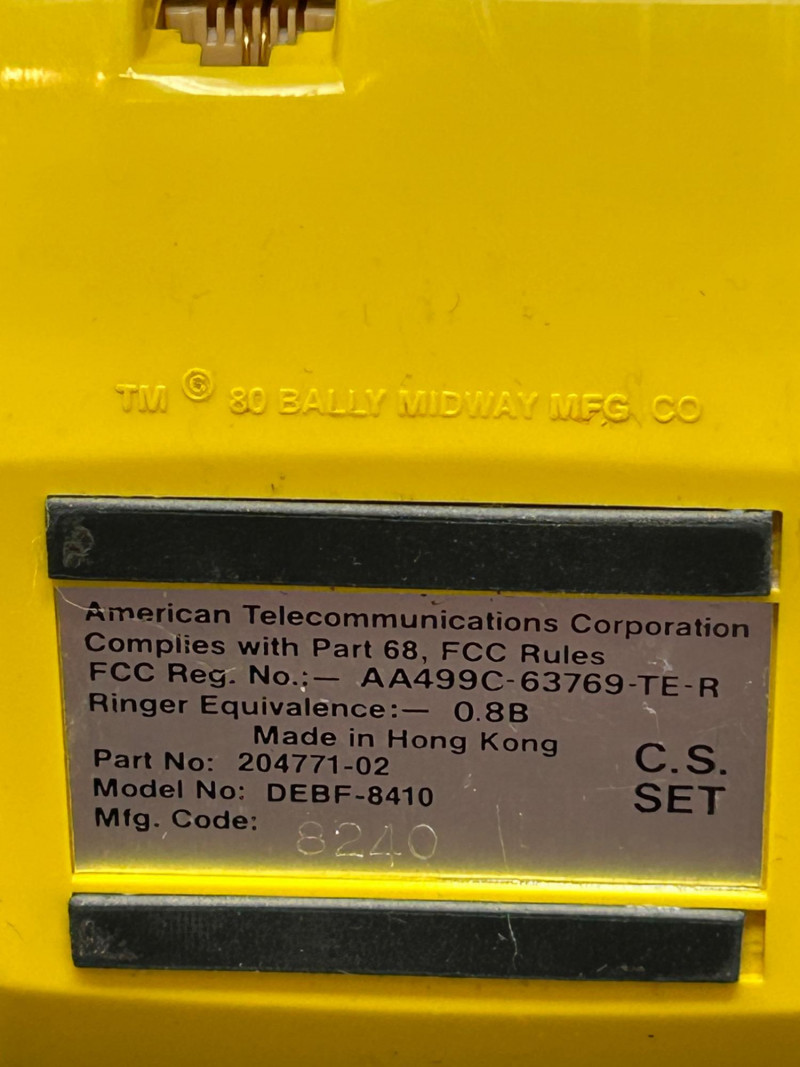 TM © 80 BALLY MIDWAY MFG. CO
American Telecommunications Corporation
Complies with Part 68, FCC Rules
FCC Reg. No.:— AA499C-63769-TE-R
Ringer Equivalence:— 0.8B
Made in Hong Kong
Part No: 204771-02
Model No: DEBF-8410
Mfg. Code: 8240
C.S.
SET